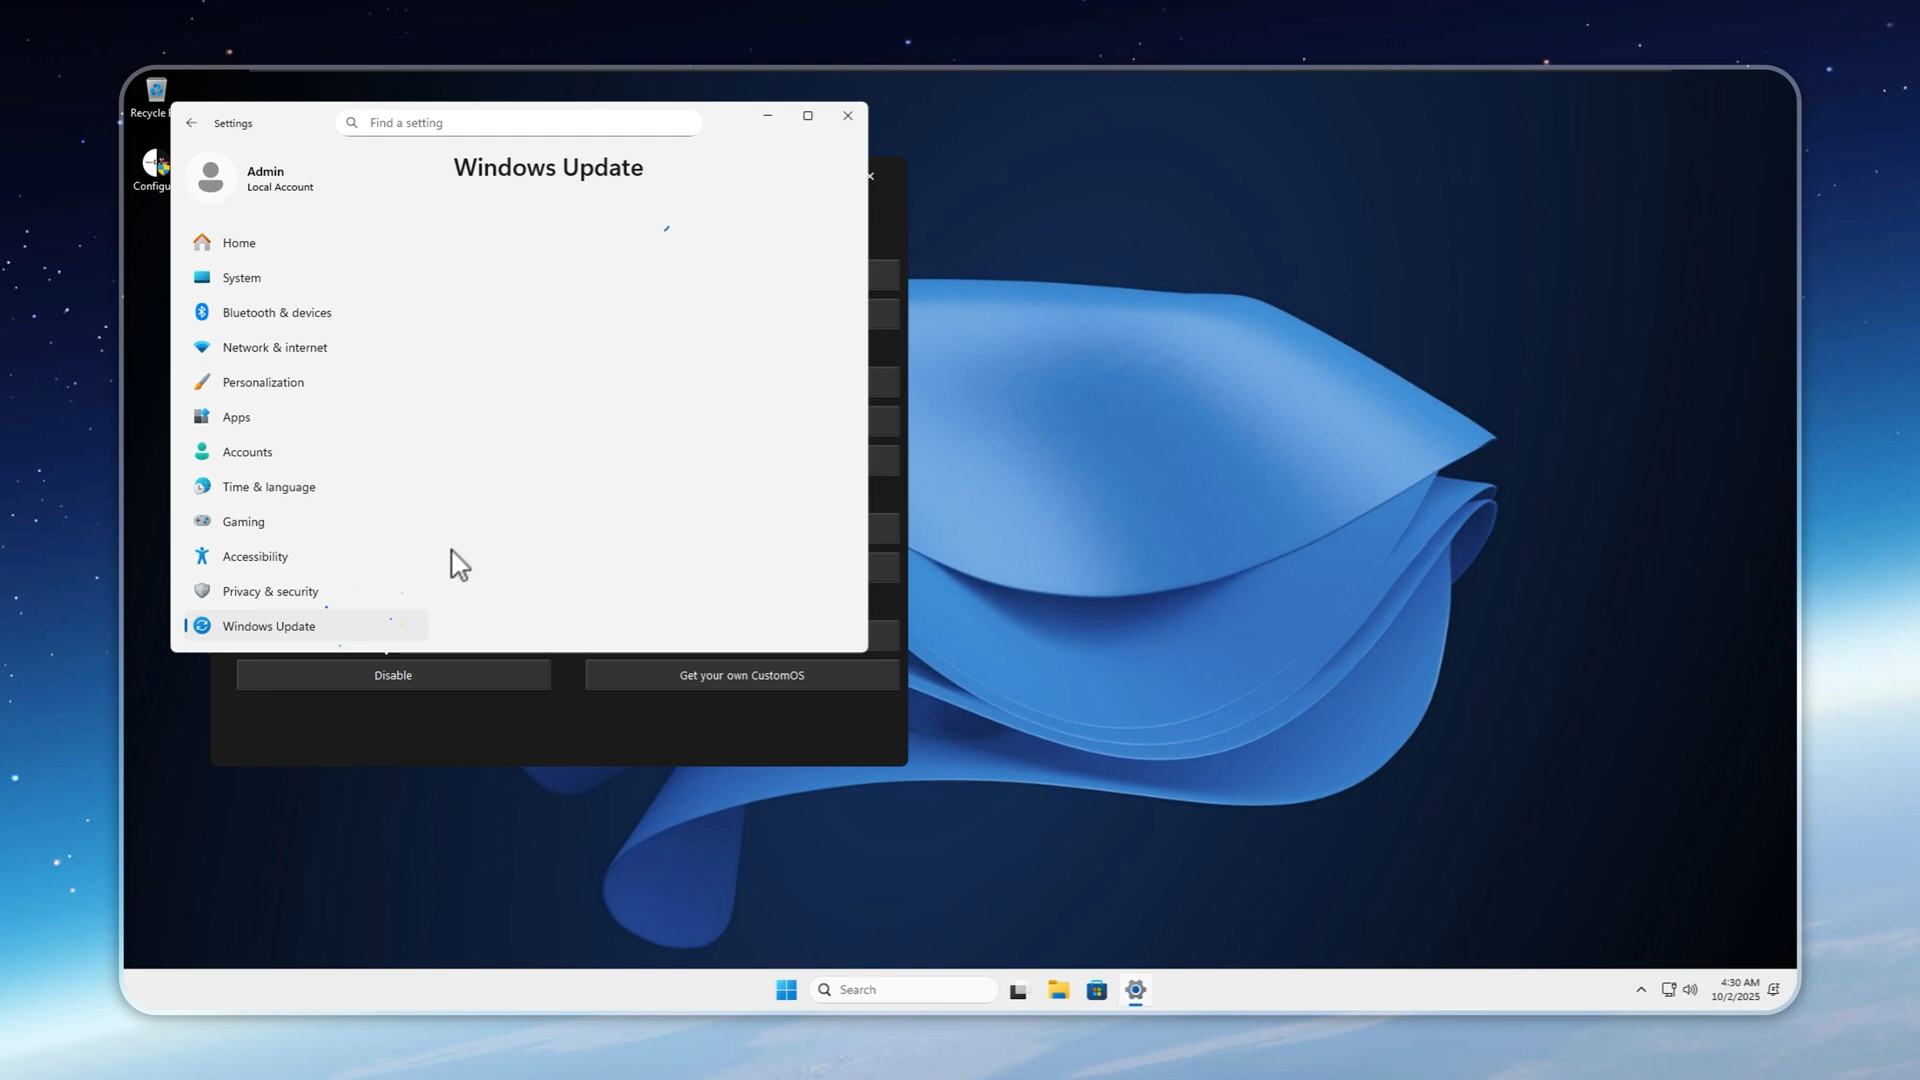 Recycle
Configu
Settings
Find a setting
Windows Update
Admin
Local Account
Home
System
Bluetooth & devices
Network & internet
Personalization
Apps
Accounts
Time & language
Gaming
Accessibility
Privacy & security
Windows Update
Disable
Get your own CustomOS
Search
4:30 AM
10/2/2025